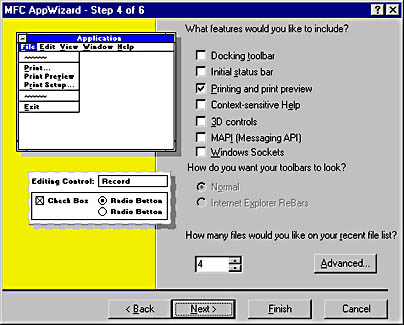 MFC AppWizard - Step 4 of 6
Application
File Edit View Window Help
Print...
Print Preview
Print Setup...
Exit
Editing Control: Record
Check Box Radio Button
Radio Button
What features would you like to include?
Docking toolbar
Initial status bar
Printing and print preview
Context-sensitive Help
3D controls
MAPI (Messaging API)
Windows Sockets
How do you want your toolbars to look?
Normal
Internet Explorer ReBars
How many files would you like on your recent file list?
4 Advanced...
< Back Next > Finish Cancel